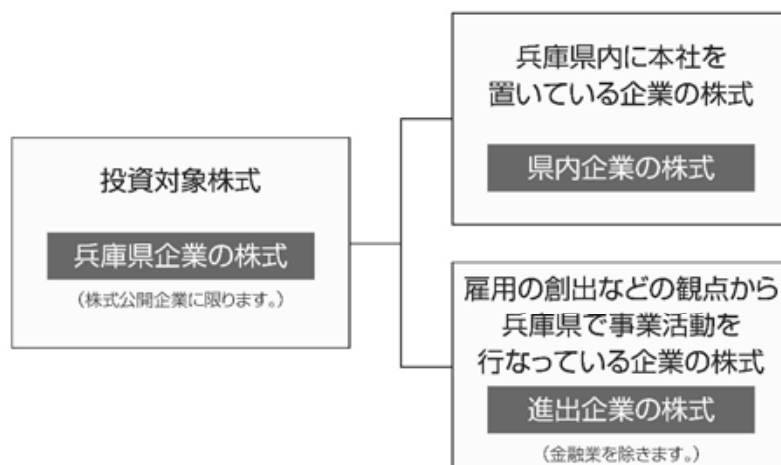 投資対象株式
兵庫県企業の株式
(株式公開企業に限ります。)
兵庫県内に本社を
置いている企業の株式
県内企業の株式
雇用の創出などの観点から
兵庫県で事業活動を
行なっている企業の株式
進出企業の株式
(金融業を除きます。)